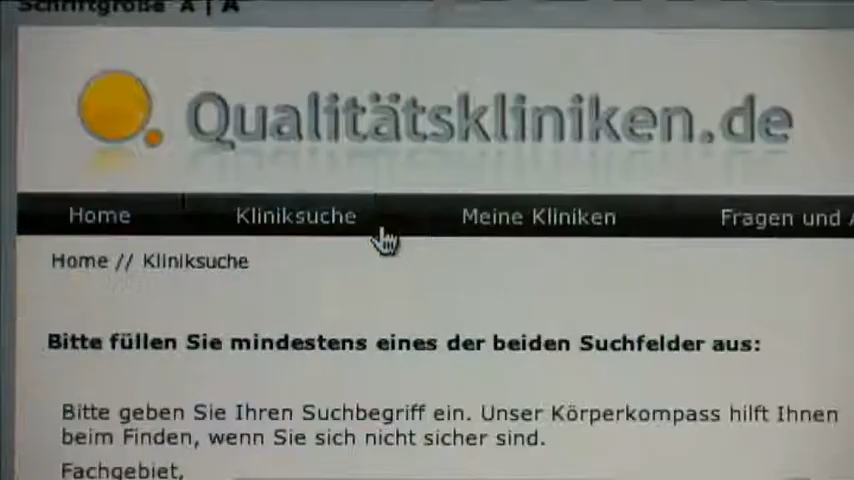 Schriftgröße A | A
Qualitätskliniken.de
Home Kliniksuche Meine Kliniken Fragen und
Home // Kliniksuche
Bitte füllen Sie mindestens eines der beiden Suchfelder aus:
Bitte geben Sie Ihren Suchbegriff ein. Unser Körperkompass hilft Ihnen
beim Finden, wenn Sie sich nicht sicher sind.
Fachgebiet,